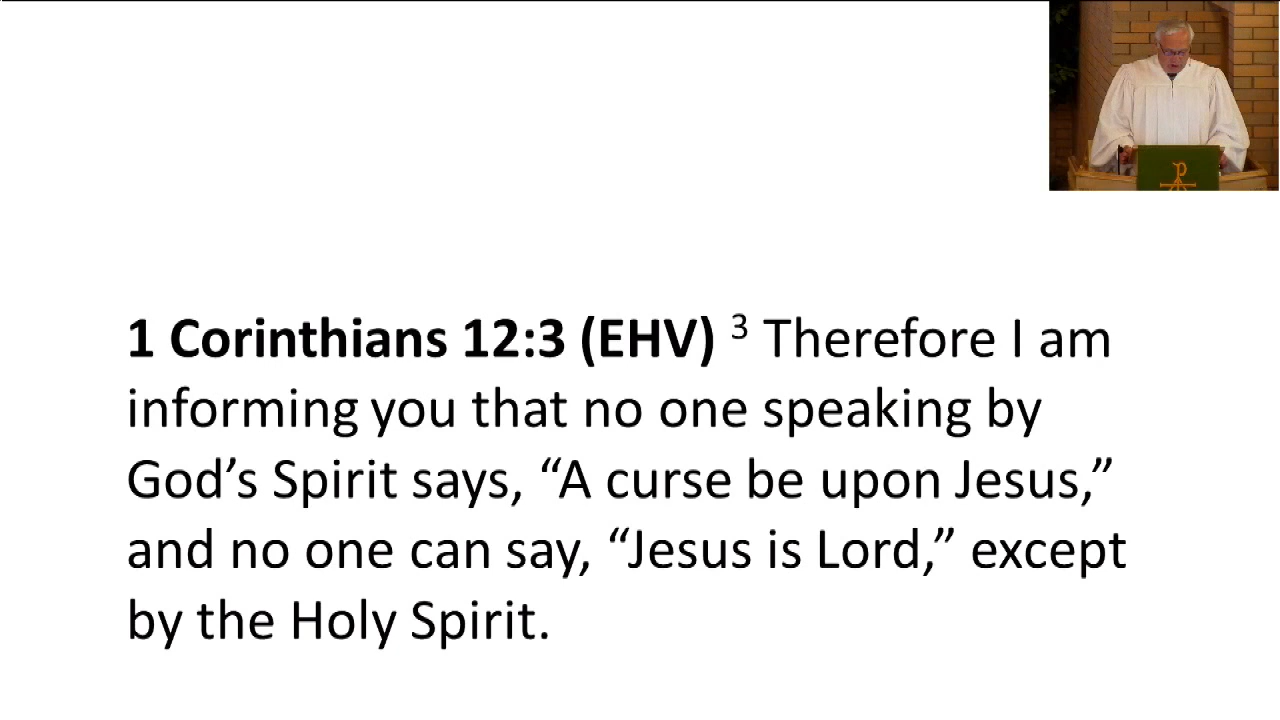 1 Corinthians 12:3 (EHV) ³ Therefore I am
informing you that no one speaking by
God’s Spirit says, “A curse be upon Jesus,”
and no one can say, “Jesus is Lord,” except
by the Holy Spirit.